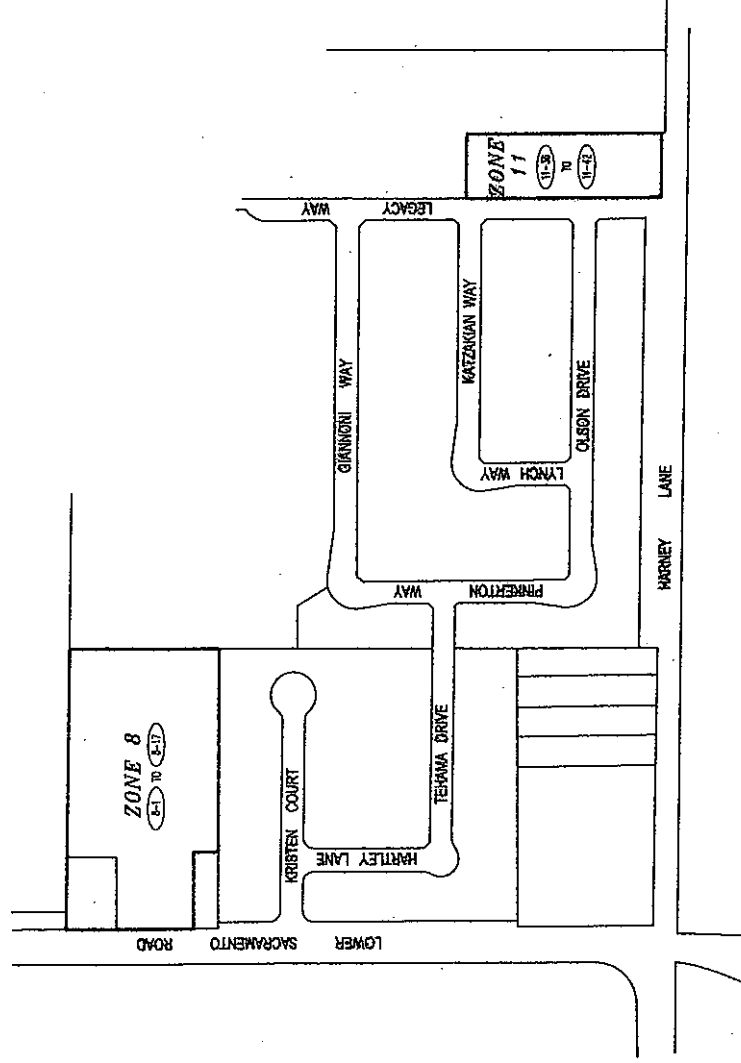 ZONE 8
8-1 TO 8-17
ZONE
11
11-38
TO
11-42
GIANNONI WAY
LEGACY WAY
KATZAKIAN WAY
LYNCH WAY
OLSON DRIVE
PINKERTON WAY
TEHAMA DRIVE
KRISTEN COURT
HARTLEY LANE
LOWER SACRAMENTO ROAD
HARNEY LANE